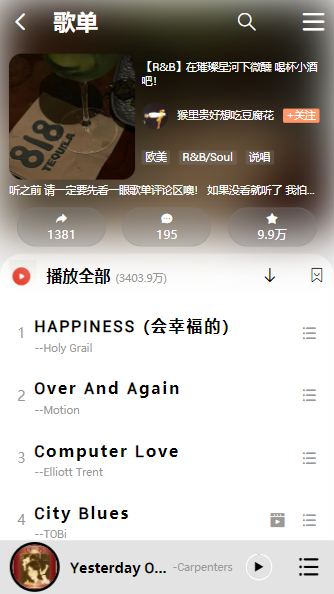 歌单
【R&B】在璀璨星河下微醺 喝杯小酒
吧!
818
TEQUILA
猴里贵好想吃豆腐花
+关注
欧美 R&B/Soul 说唱
听之前 请一定要先看一眼歌单评论区噢! 如果没看就听了 我怕...
1381 195 9.9万
播放全部 (3403.9万)
1 HAPPINESS (会幸福的)
--Holy Grail
2 Over And Again
--Motion
3 Computer Love
--Elliott Trent
4 City Blues
--TOBi
Yesterday O... -Carpenters